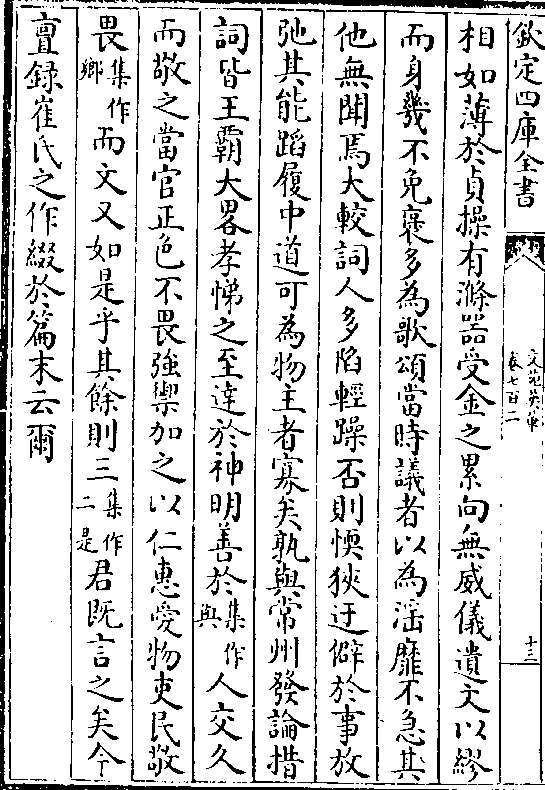 欽定四庫全書
文苑英華
卷七百二
十三
相如薄於貞操有滌器受金之累向無威儀遺文以繆
而身幾不免襃多為歌頌當時議者以為滛靡不急其
他無聞焉大較詞人多陷輕躁否則愞狹迂僻於事放
弛其能蹈履中道可為物主者寡矣孰與常州發論措
詞皆王霸大畧孝悌之至達於神明善於集作與人交久
而敬之當官正色不畏強禦加之以仁惠愛物吏民敬
畏集作鄉而文又如是乎其餘則三集作二是君既言之矣今
亶錄崔氏之作綴於篇末云爾